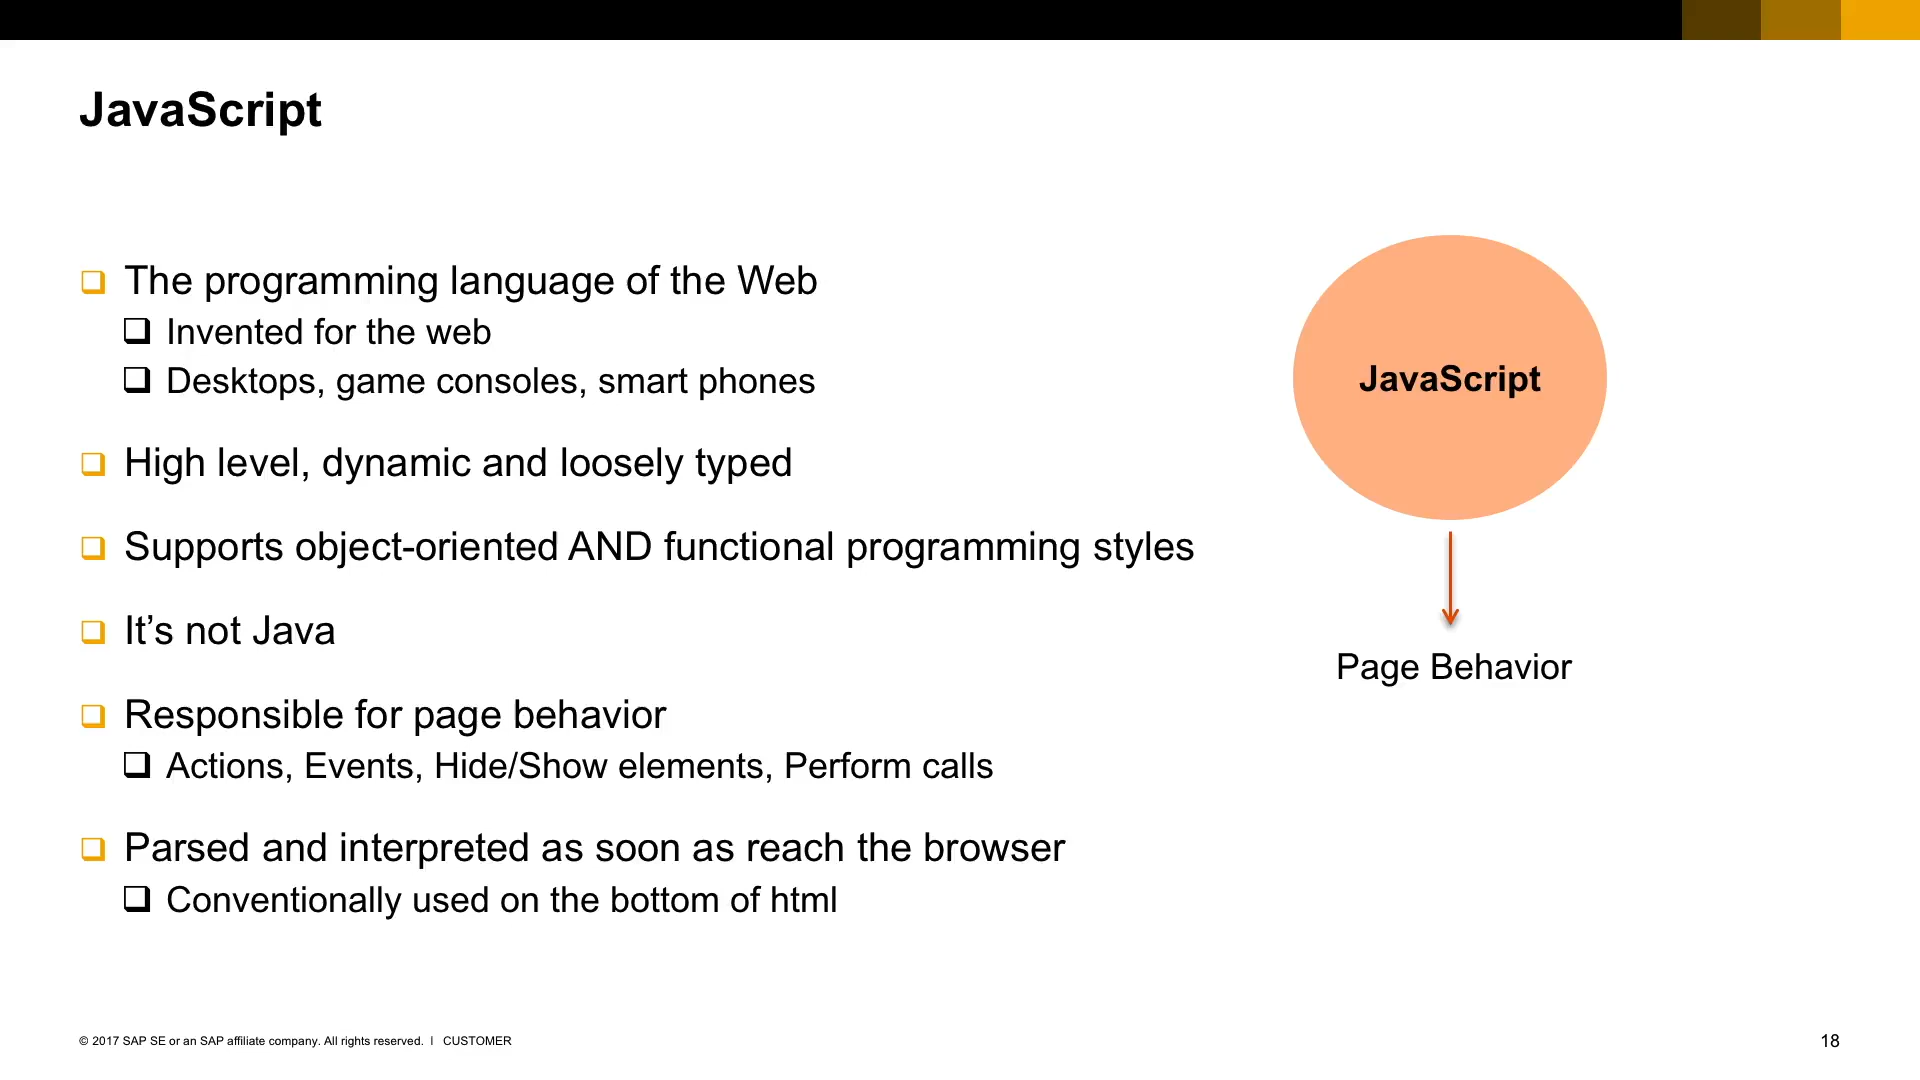 JavaScript
The programming language of the Web
Invented for the web
Desktops, game consoles, smart phones
High level, dynamic and loosely typed
Supports object-oriented AND functional programming styles
It’s not Java
Responsible for page behavior
Actions, Events, Hide/Show elements, Perform calls
Parsed and interpreted as soon as reach the browser
Conventionally used on the bottom of html
JavaScript
Page Behavior
© 2017 SAP SE or an SAP affiliate company. All rights reserved. | CUSTOMER
18